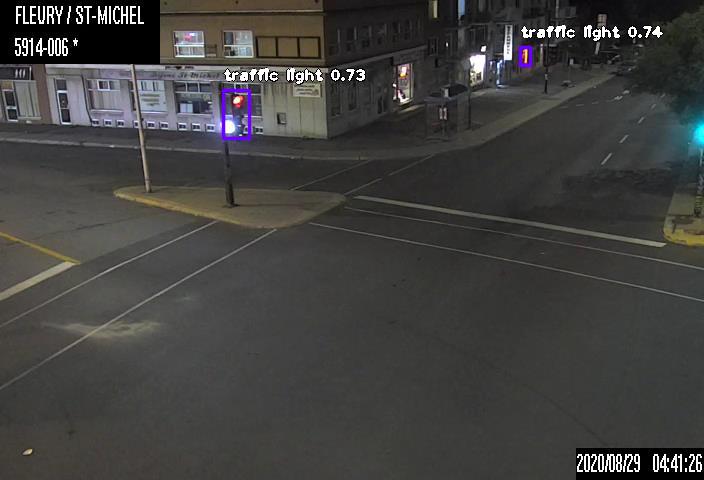 FLEURY / ST-MICHEL
5914-006 *
traffic light 0.74
traffic light 0.73
2020/08/29 04:41:26